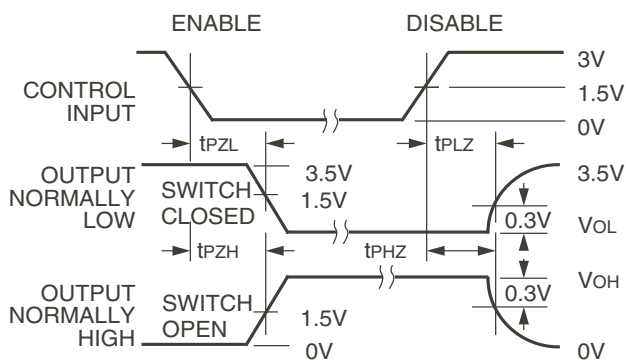 ENABLE DISABLE
3V
CONTROL
INPUT
1.5V
0V
tPZL tPLZ
OUTPUT
NORMALLY
LOW
SWITCH
CLOSED
3.5V
1.5V
3.5V
0.3V
VOL
tPZH tPHZ
OUTPUT
NORMALLY
HIGH
SWITCH
OPEN
1.5V
0V
VOH
0.3V
0V